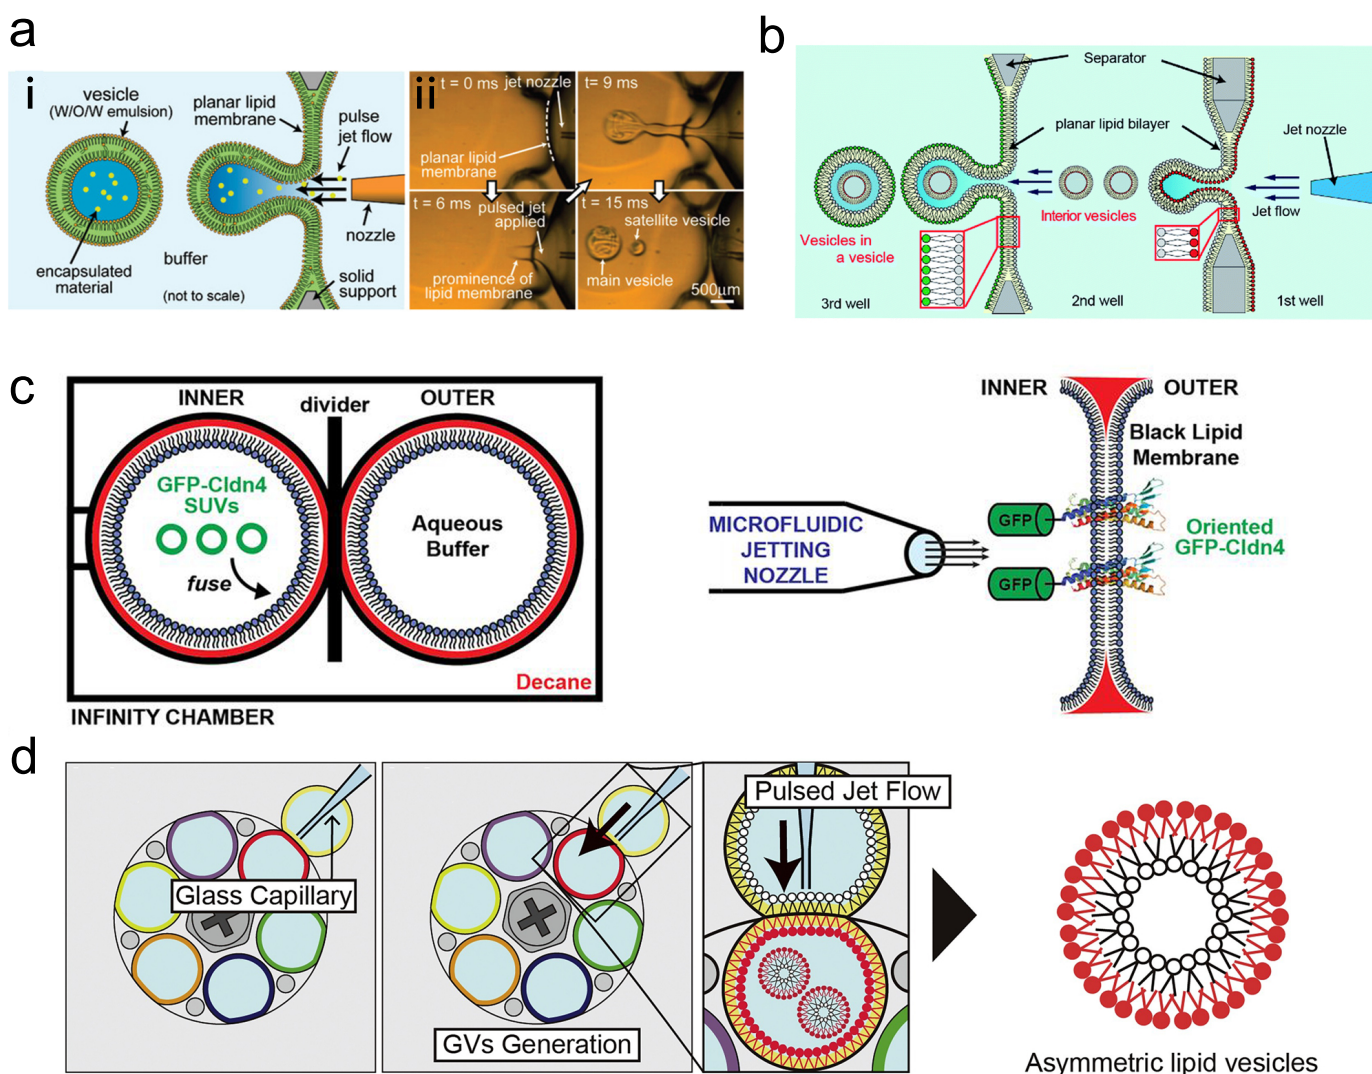 a
i
vesicle
(W/O/W emulsion)
planar lipid
membrane
pulse
jet flow
nozzle
encapsulated
material
buffer
(not to scale)
solid
support
ii
t = 0 ms
jet nozzle
planar lipid
membrane
t= 9 ms
t = 6 ms
pulsed jet
applied
prominence of
lipid membrane
t = 15 ms
satellite vesicle
main vesicle
500μm
b
Separator
planar lipid bilayer
Jet nozzle
Interior vesicles
Jet flow
Vesicles in
a vesicle
3rd well
2nd well
1st well
c
INNER
divider
OUTER
GFP-Cldn4
SUVs
fuse
Aqueous
Buffer
Decane
INFINITY CHAMBER
INNER
OUTER
Black Lipid
Membrane
MICROFLUIDIC
JETTING
NOZZLE
GFP
GFP
Oriented
GFP-Cldn4
d
Glass Capillary
GVs Generation
Pulsed Jet Flow
Asymmetric lipid vesicles